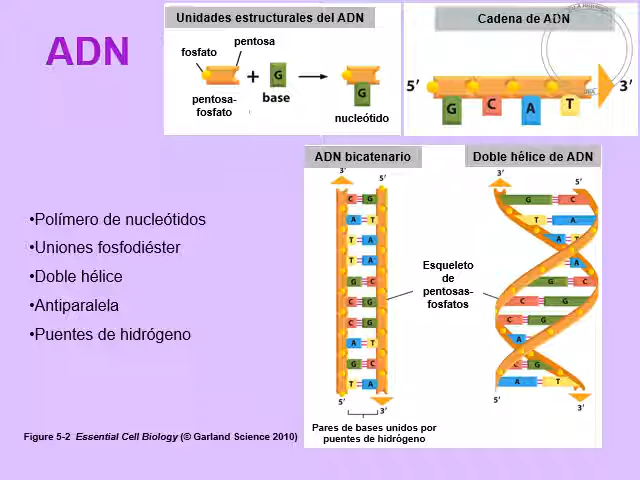 ADN
Unidades estructurales del ADN
fosfato
pentosa
+
G
pentosa-
fosfato
base
G
nucleótido
Cadena de ADN
5’
3’
G C A T
ADN bicatenario
3’ 5’
C G
A T
T A
T A
G C
C G
C G
A T
G C
T A
5’ 3’
Pares de bases unidos por
puentes de hidrógeno
Esqueleto
de
pentosas-
fosfatos
Doble hélice de ADN
3’ 5’
G C
T A
A T
A
G C
C G
C G
A
G C
A T
5’ 3’
•Polímero de nucleótidos
•Uniones fosfodiéster
•Doble hélice
•Antiparalela
•Puentes de hidrógeno
Figure 5-2 Essential Cell Biology (© Garland Science 2010)